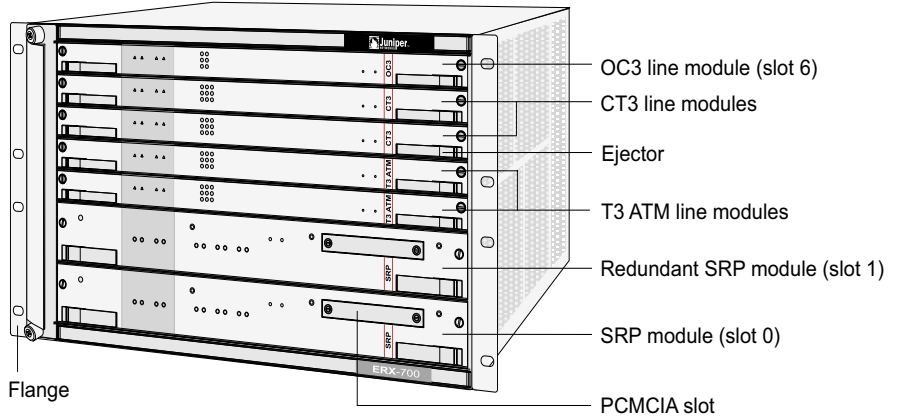 Juniper
OC3
OC3 line module (slot 6)
CT3
CT3 line modules
CT3
Ejector
T3 ATM
T3 ATM
T3 ATM line modules
SRP
Redundant SRP module (slot 1)
SRP
SRP module (slot 0)
ERX-700
Flange
PCMCIA slot